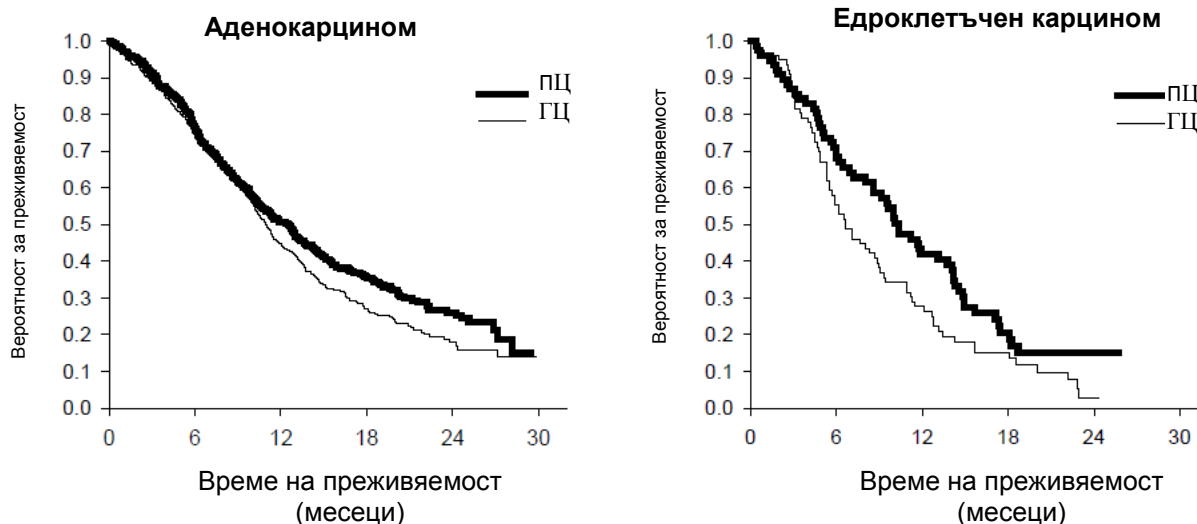 Аденокарцином
Вероятност за преживяемост
1.0
0.9
0.8
0.7
0.6
0.5
0.4
0.3
0.2
0.1
0.0
ПЦ
ГЦ
0 6 12 18 24 30
Време на преживяемост
(месеци)
Едроклетъчен карцином
Вероятност за преживяемост
1.0
0.9
0.8
0.7
0.6
0.5
0.4
0.3
0.2
0.1
0.0
ПЦ
ГЦ
0 6 12 18 24 30
Време на преживяемост
(месеци)